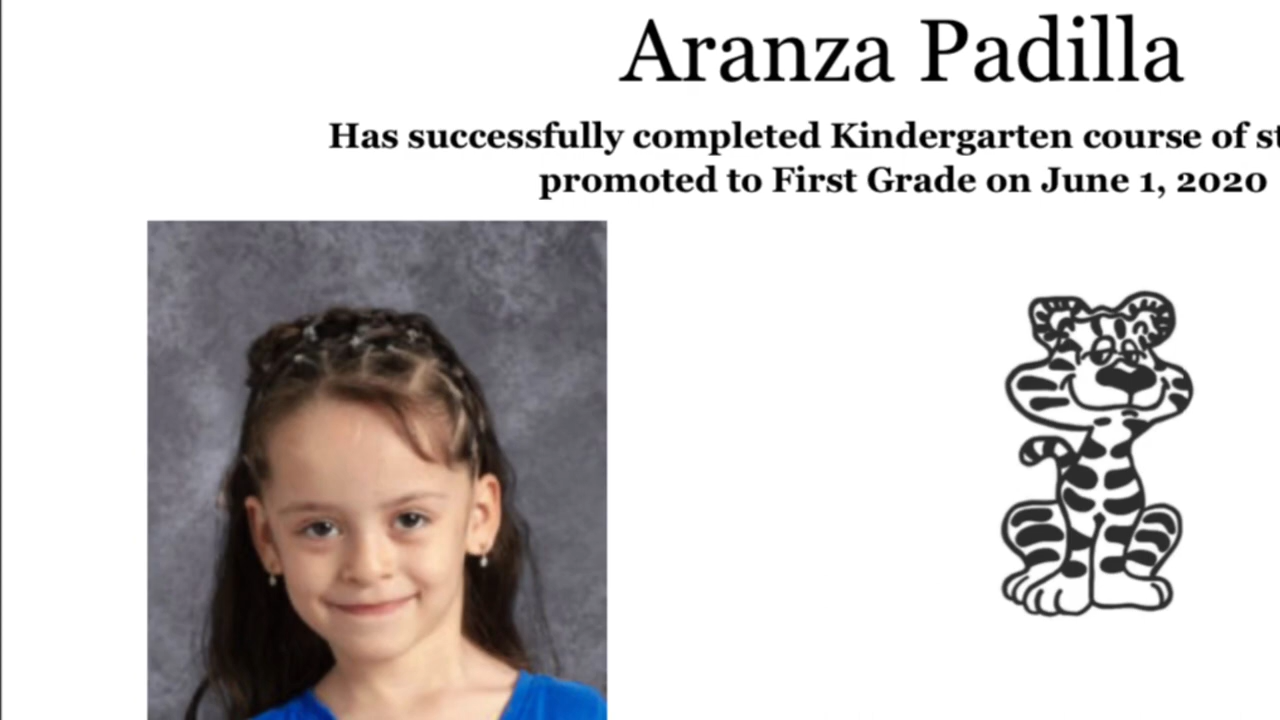 Aranza Padilla
Has successfully completed Kindergarten course of
promoted to First Grade on June 1, 2020